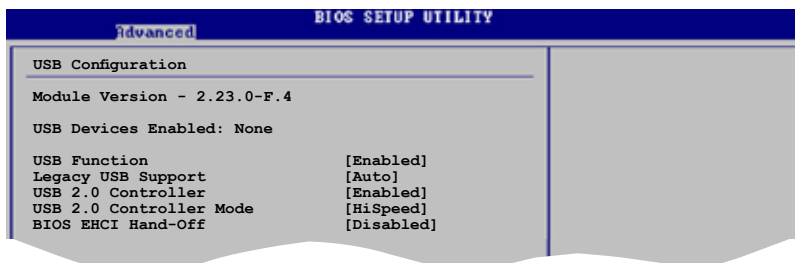 BIOS SETUP UTILITY
Advanced
USB Configuration
Module Version - 2.23.0-F.4
USB Devices Enabled: None
USB Function [Enabled]
Legacy USB Support [Auto]
USB 2.0 Controller [Enabled]
USB 2.0 Controller Mode [HiSpeed]
BIOS EHCI Hand-Off [Disabled]